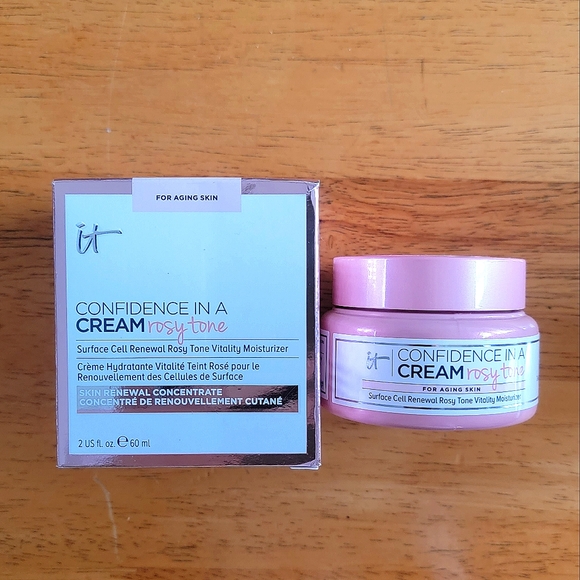 FOR AGING SKIN
it
CONFIDENCE IN A
CREAM rosy tone
Surface Cell Renewal Rosy Tone Vitality Moisturizer
Crème Hydratante Vitalité Teint Rosé pour le
Renouvellement des Cellules de Surface
SKIN RENEWAL CONCENTRATE
CONCENTRÉ DE RENOUVELLEMENT CUTANÉ
2 US fl. oz. ℮ 60 ml
it
CONFIDENCE IN A
CREAM rosy tone
FOR AGING SKIN
Surface Cell Renewal Rosy Tone Vitality Moisturizer